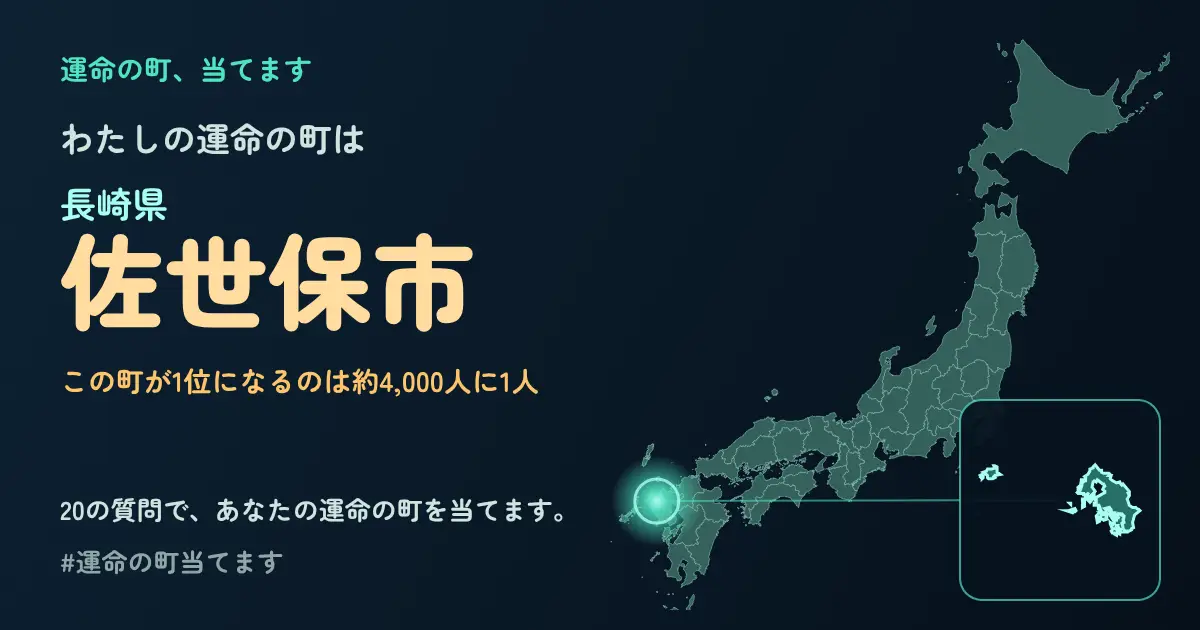 運命の町、当てます
わたしの運命の町は
長崎県
佐世保市
この町が1位になるのは約4,000人に1人
20の質問で、あなたの運命の町を当てます。
#運命の町当てます